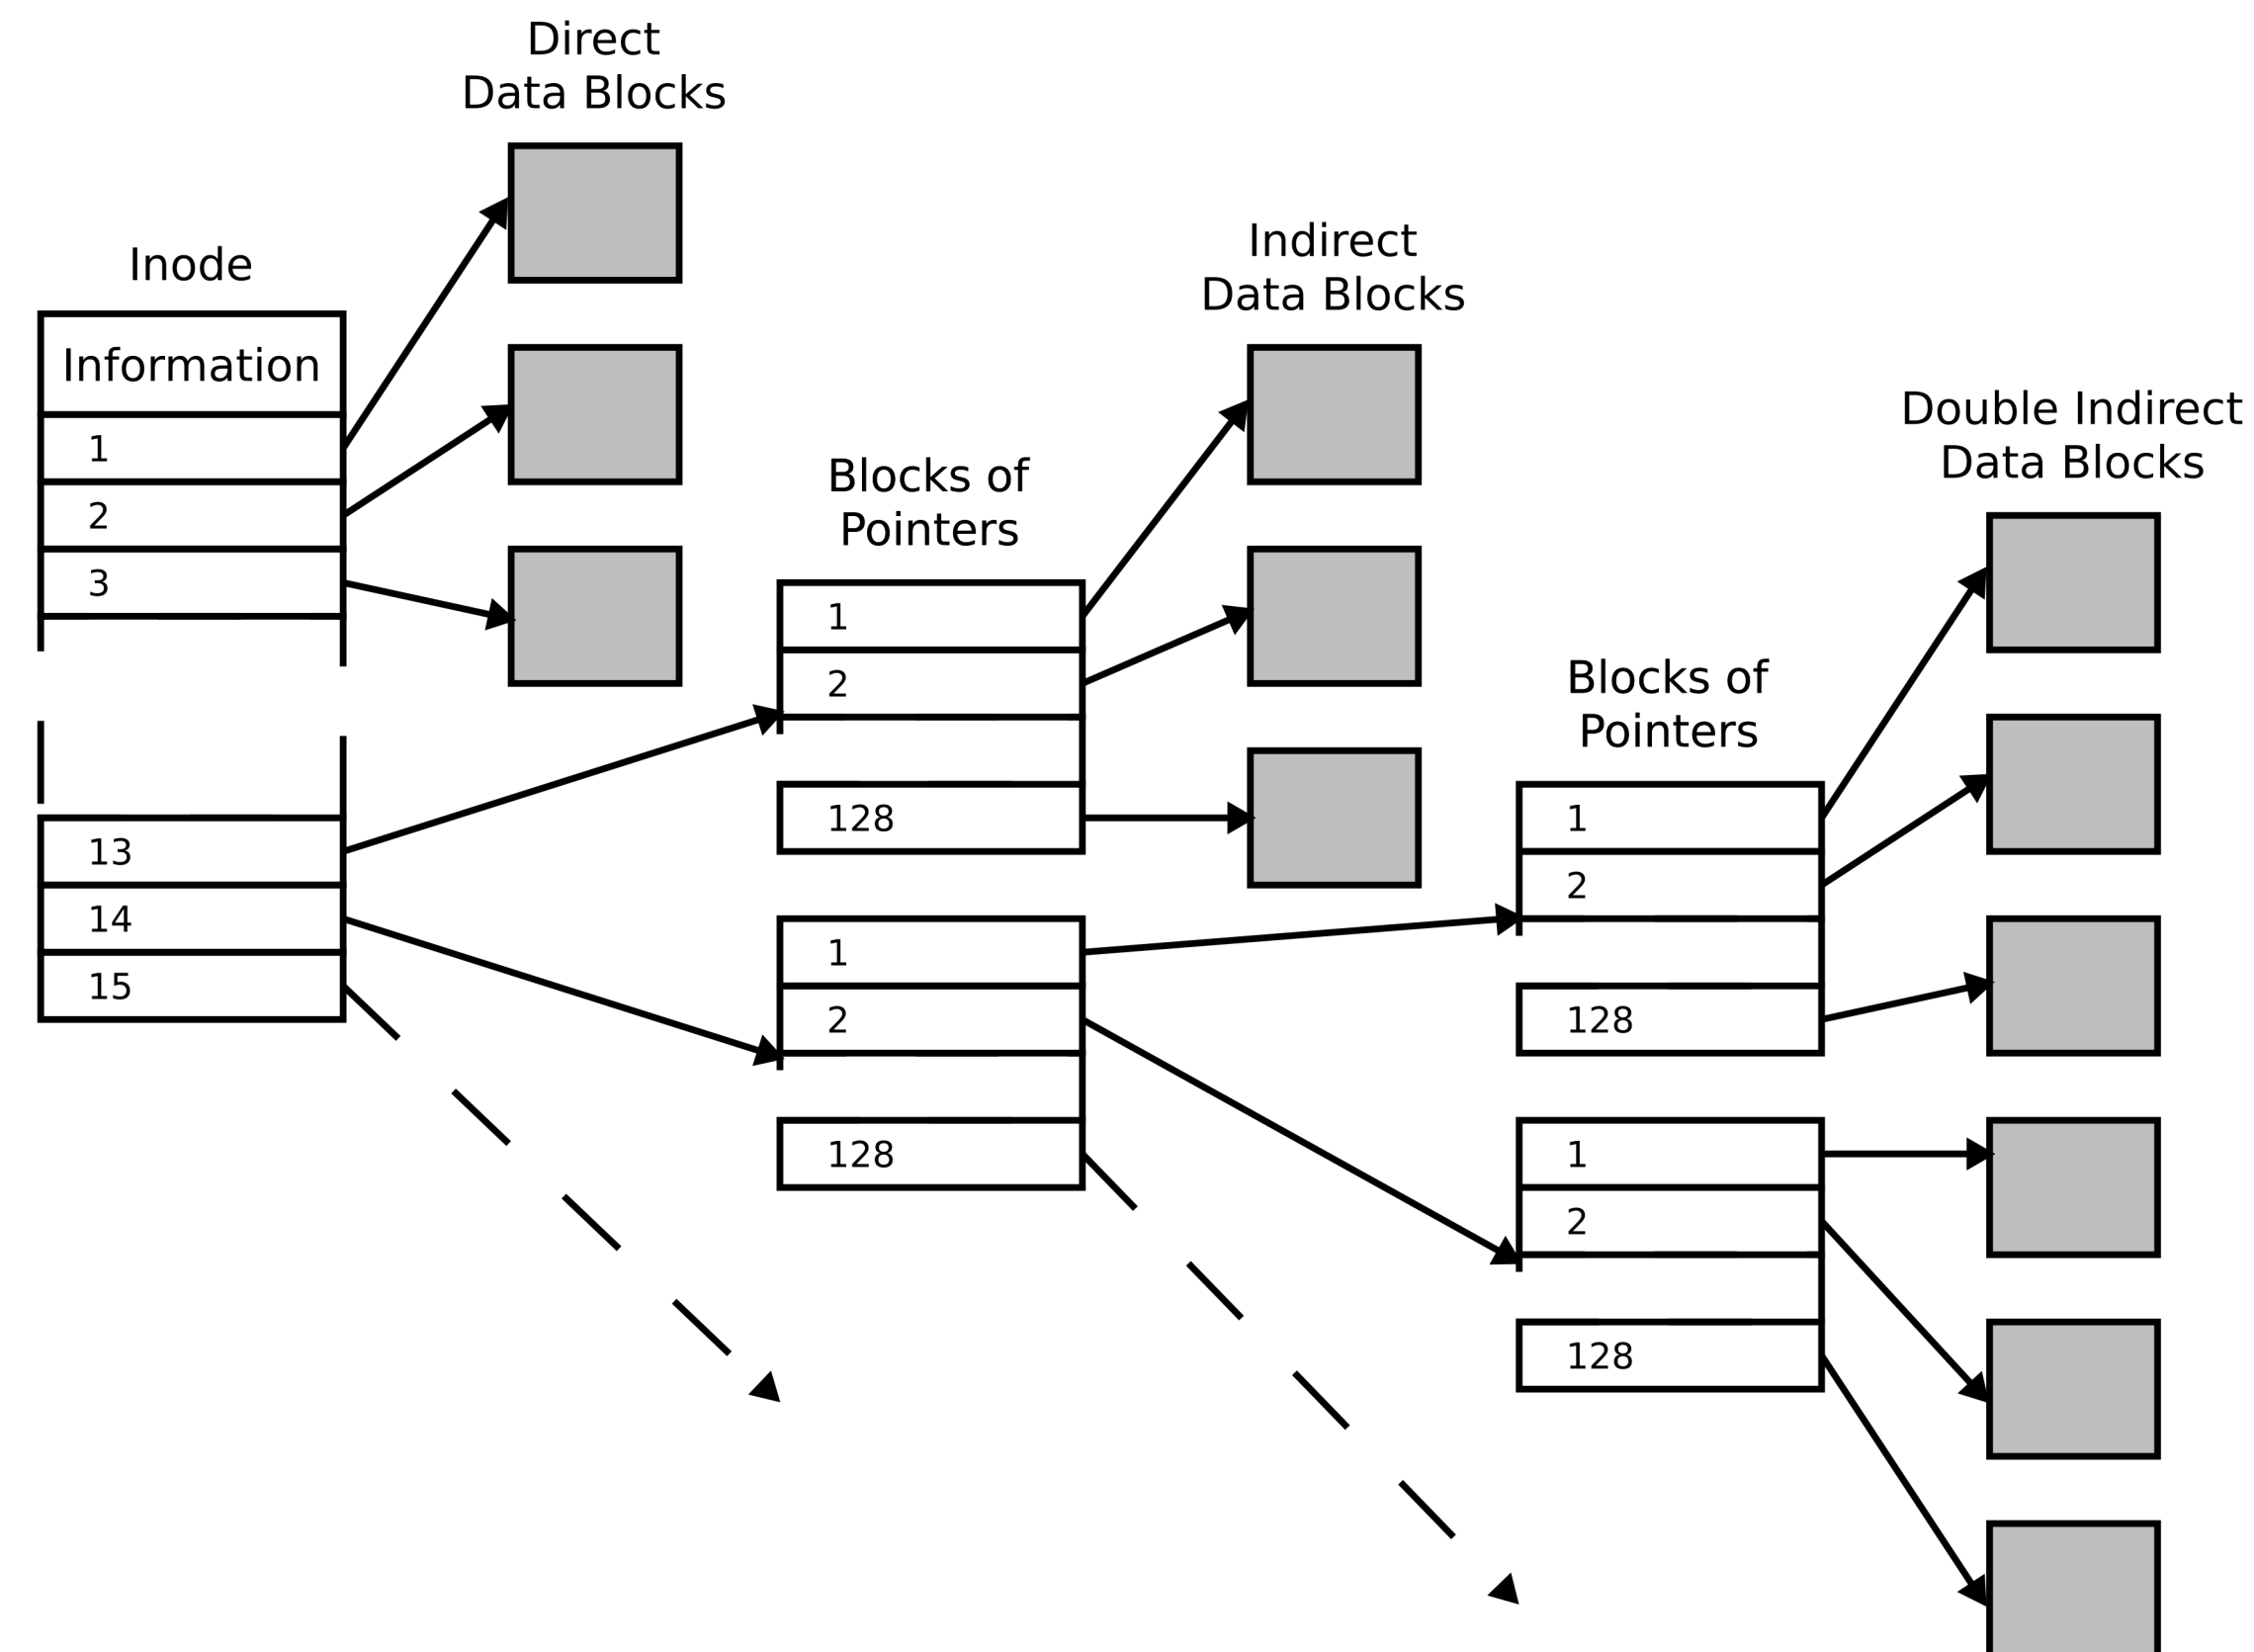 Direct
Data Blocks
Inode
Information
1
2
3
13
14
15
Blocks of
Pointers
1
2
128
1
2
128
Indirect
Data Blocks
Blocks of
Pointers
1
2
128
1
2
128
Double Indirect
Data Blocks